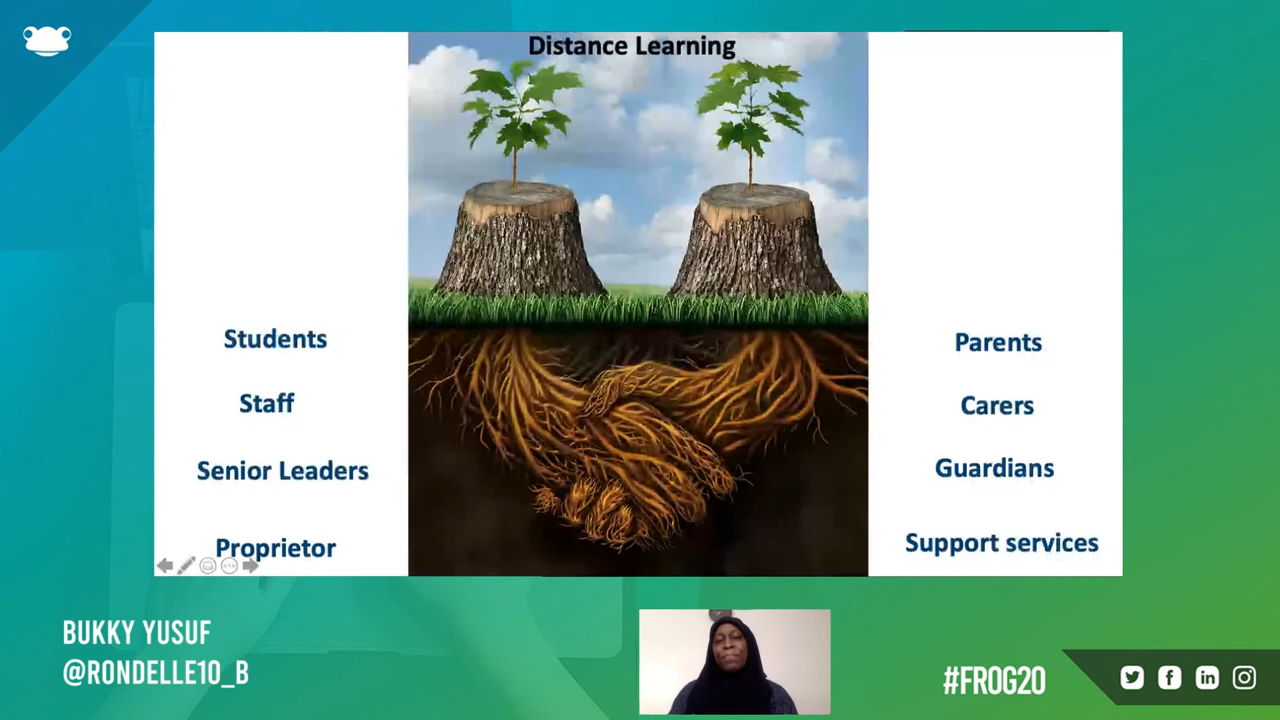 Distance Learning
Students
Staff
Senior Leaders
Proprietor
Parents
Carers
Guardians
Support services
BUKKY YUSUF
@RONDELLE10_B
#FROG20